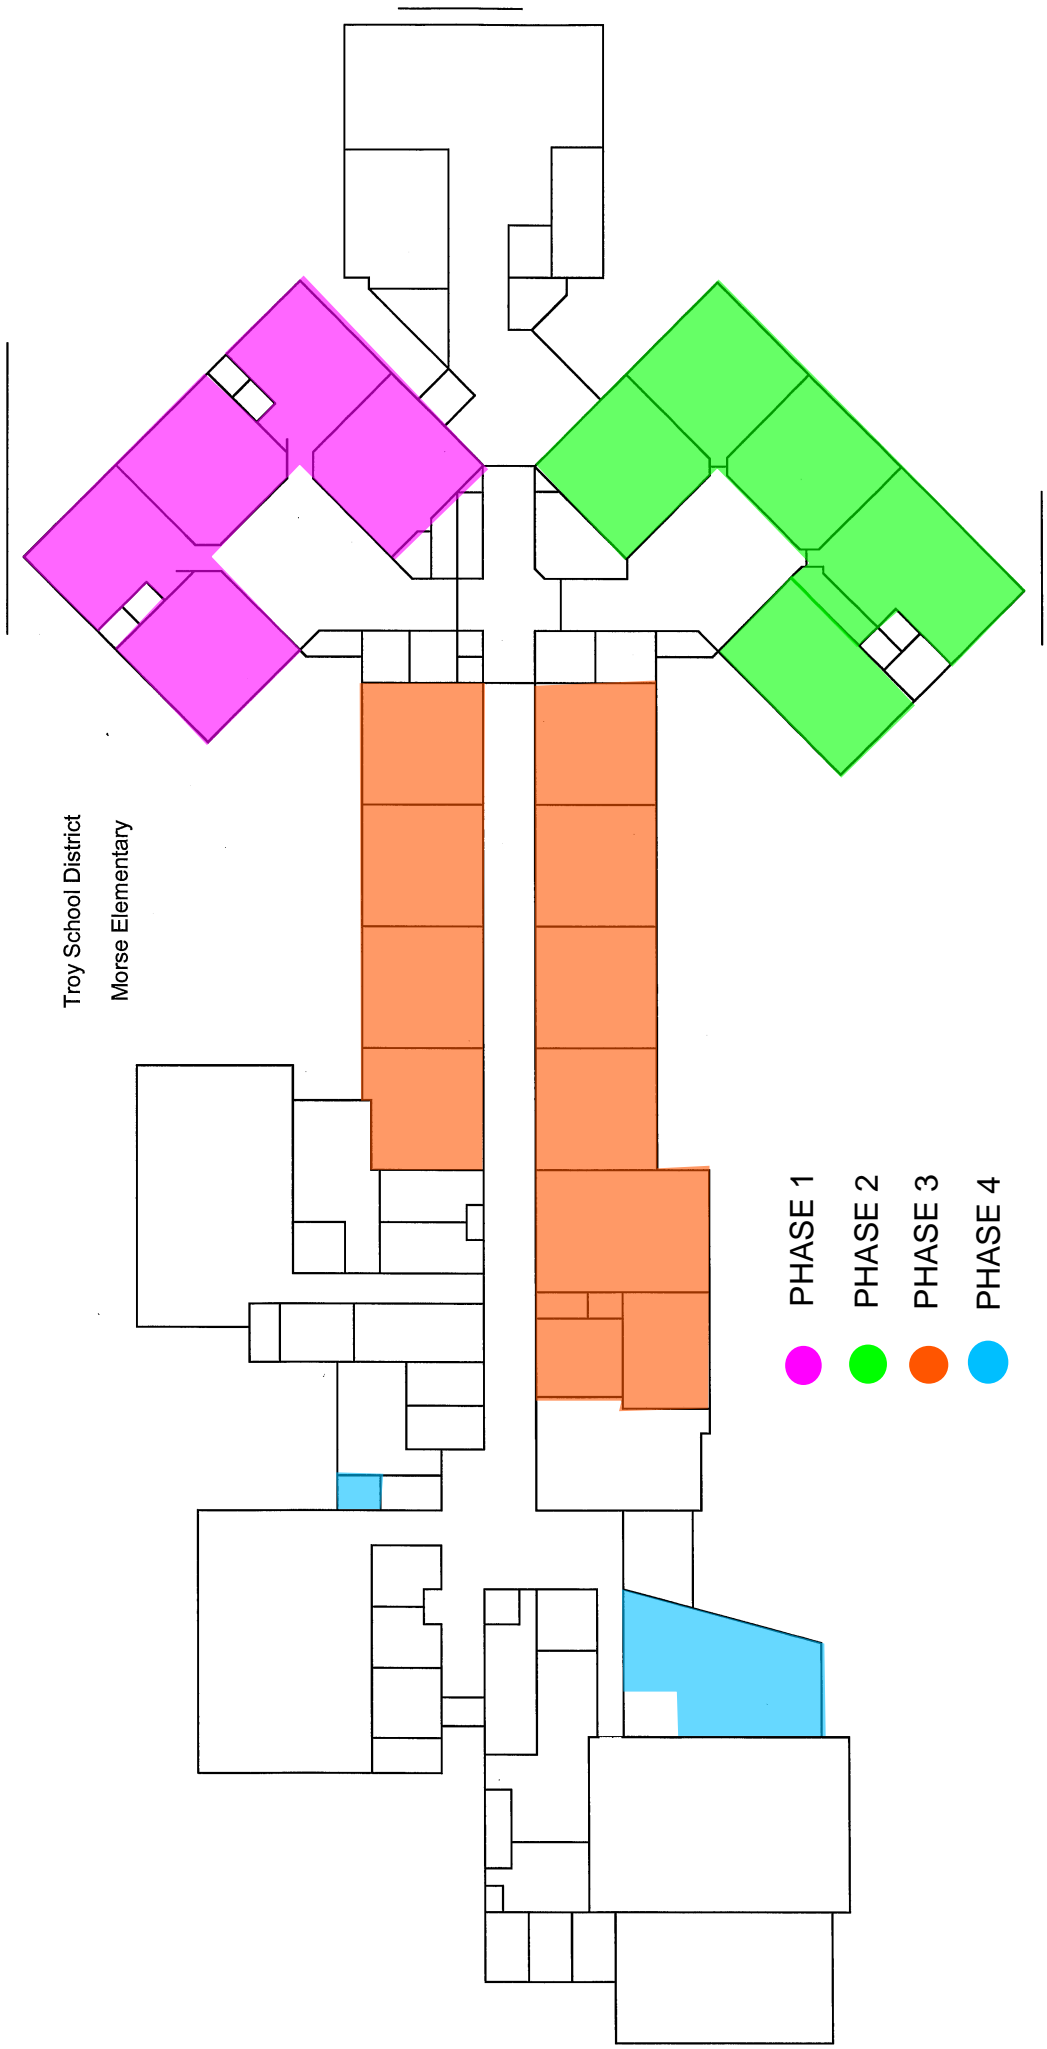 Troy School District
Morse Elementary
PHASE 1
PHASE 2
PHASE 3
PHASE 4